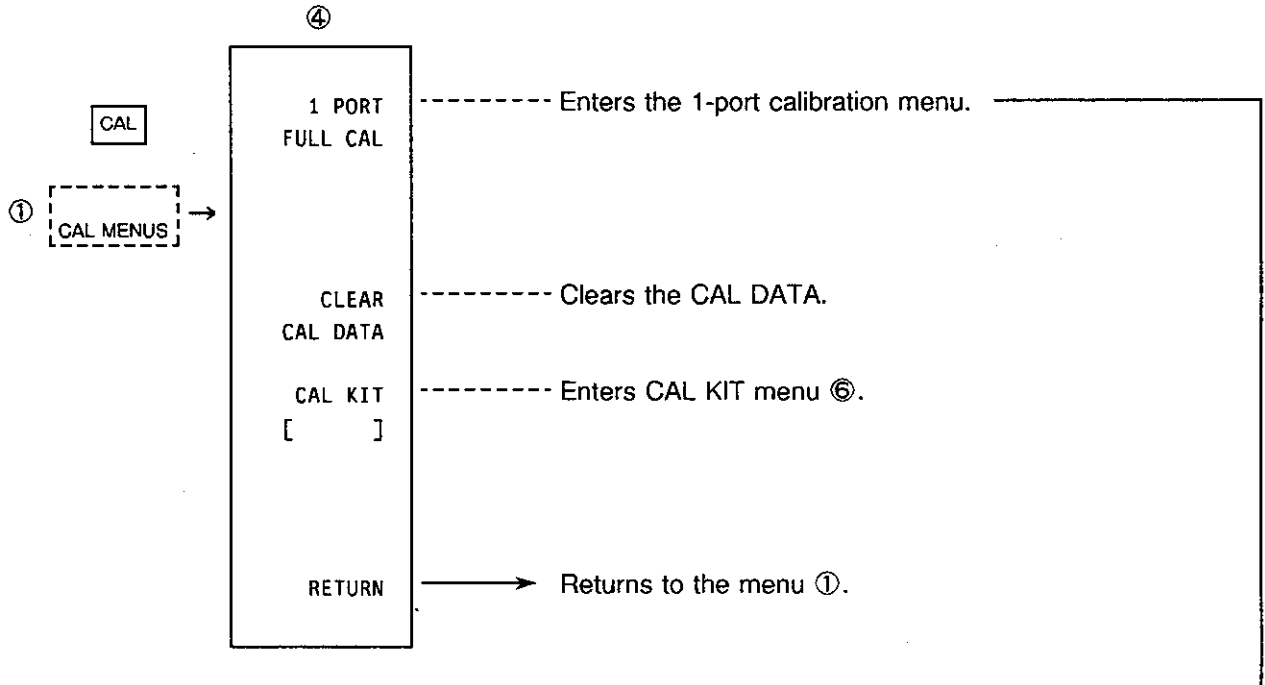 ④
1 PORT Enters the 1-port calibration menu.
FULL CAL
CAL
① CAL MENUS →
CLEAR Clears the CAL DATA.
CAL DATA
CAL KIT Enters CAL KIT menu ⑥.
[ ]
RETURN Returns to the menu ①.